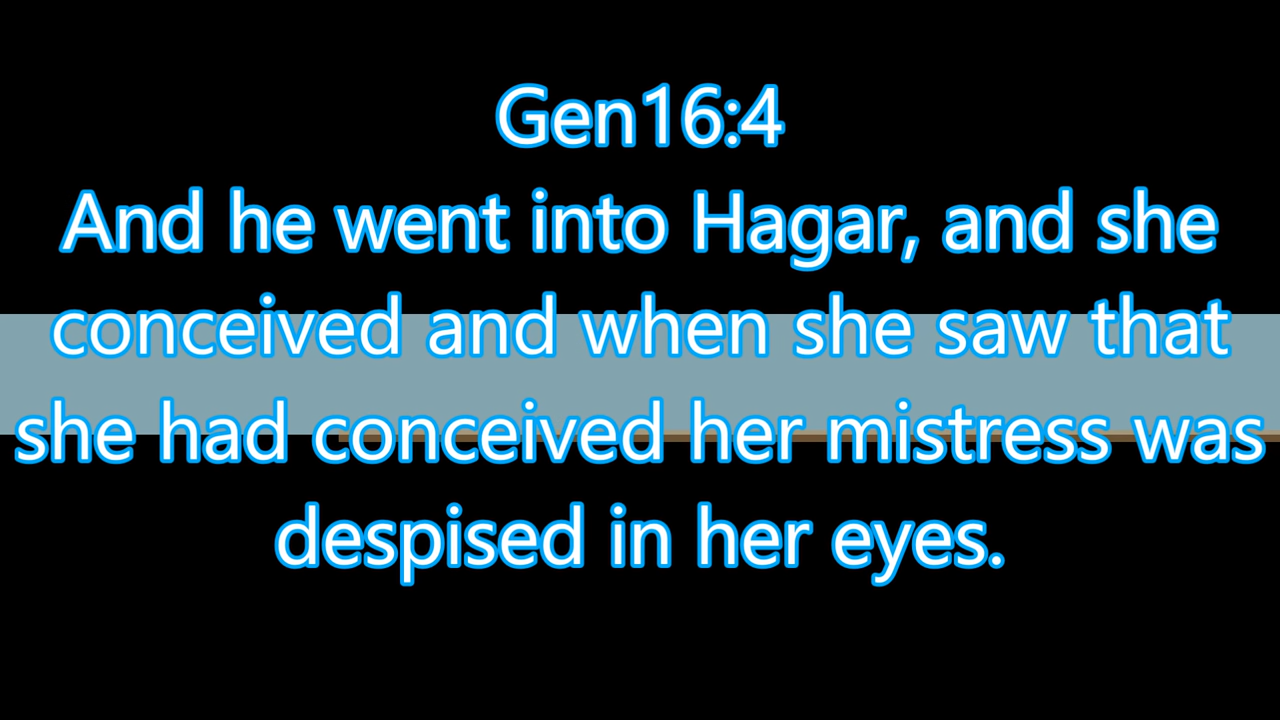 Gen16:4
And he went into Hagar, and she
conceived and when she saw that
she had conceived her mistress was
despised in her eyes.